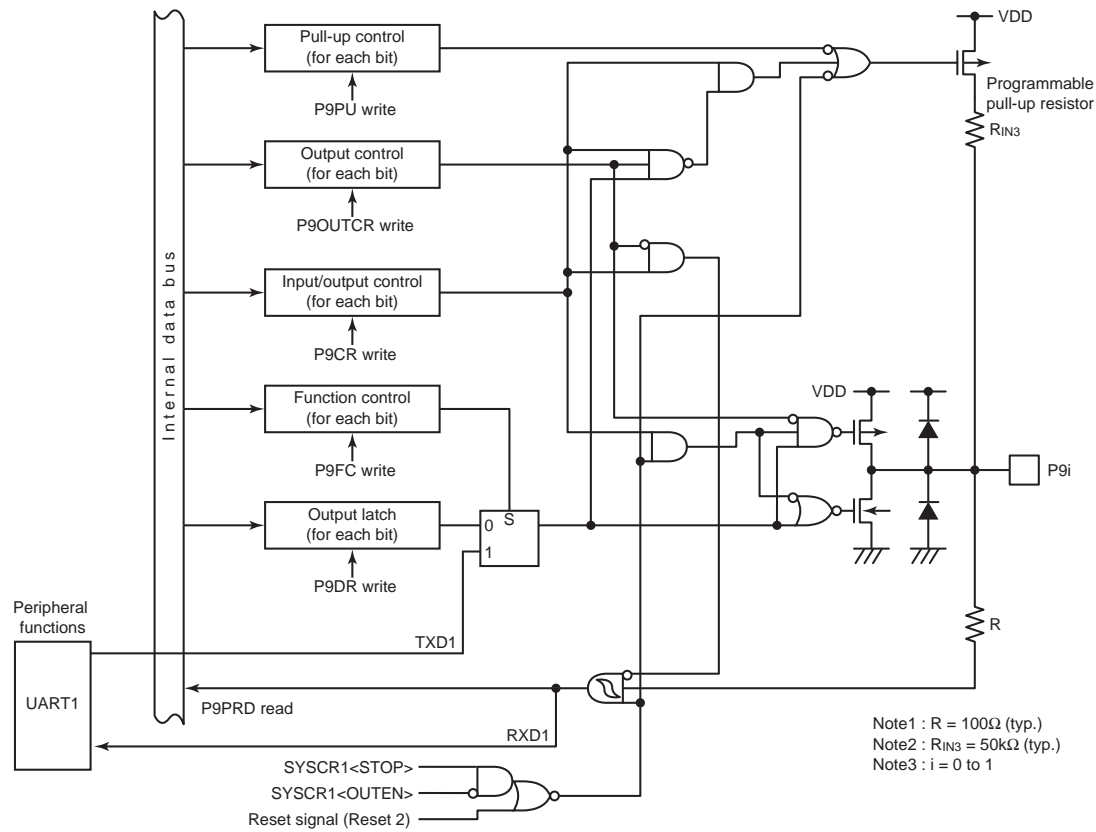 VDD
Pull-up control
(for each bit)
P9PU write
Programmable
pull-up resistor
RIN3
Output control
(for each bit)
P9OUTCR write
Internal data bus
Input/output control
(for each bit)
P9CR write
Function control
(for each bit)
P9FC write
VDD
P9i
Output latch
(for each bit)
P9DR write
0
S
1
Peripheral
functions
TXD1
R
UART1
P9PRD read
RXD1
Note1 : R = 100Ω (typ.)
Note2 : RIN3 = 50kΩ (typ.)
Note3 : i = 0 to 1
SYSCR1<STOP>
SYSCR1<OUTEN>
Reset signal (Reset 2)